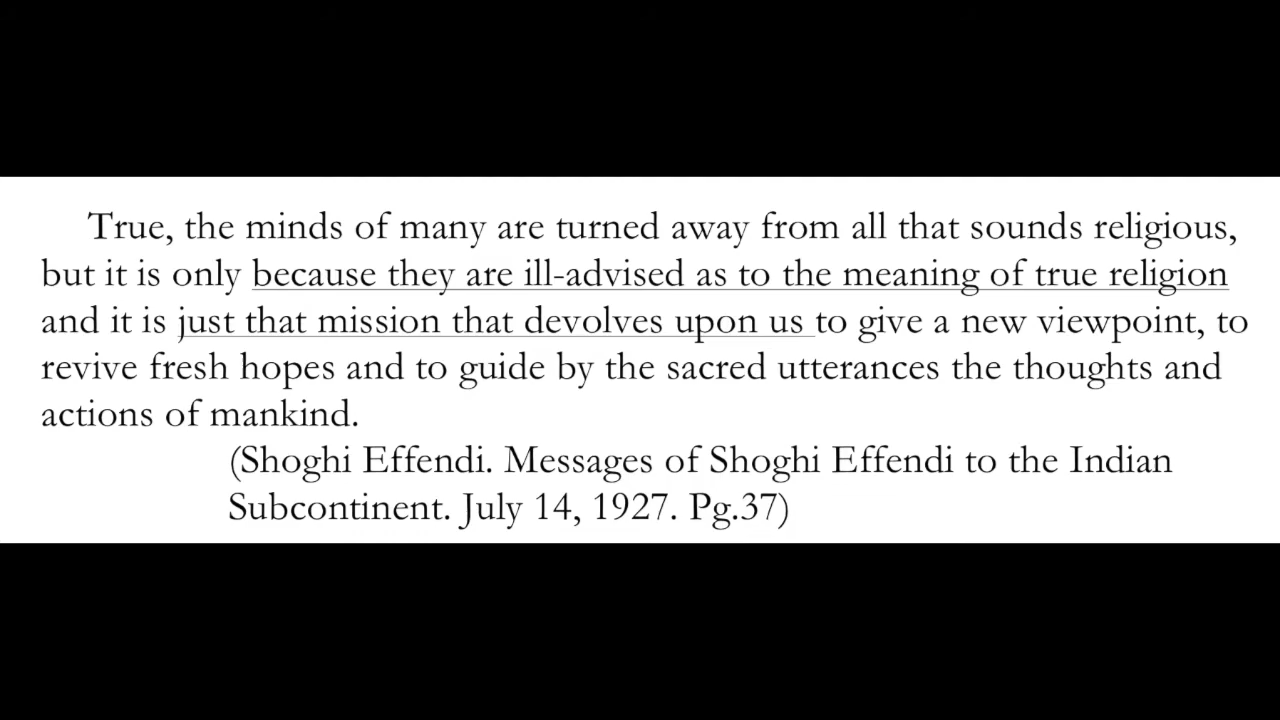 True, the minds of many are turned away from all that sounds religious,
but it is only because they are ill-advised as to the meaning of true religion
and it is just that mission that devolves upon us to give a new viewpoint, to
revive fresh hopes and to guide by the sacred utterances the thoughts and
actions of mankind.
(Shoghi Effendi. Messages of Shoghi Effendi to the Indian
Subcontinent. July 14, 1927. Pg.37)